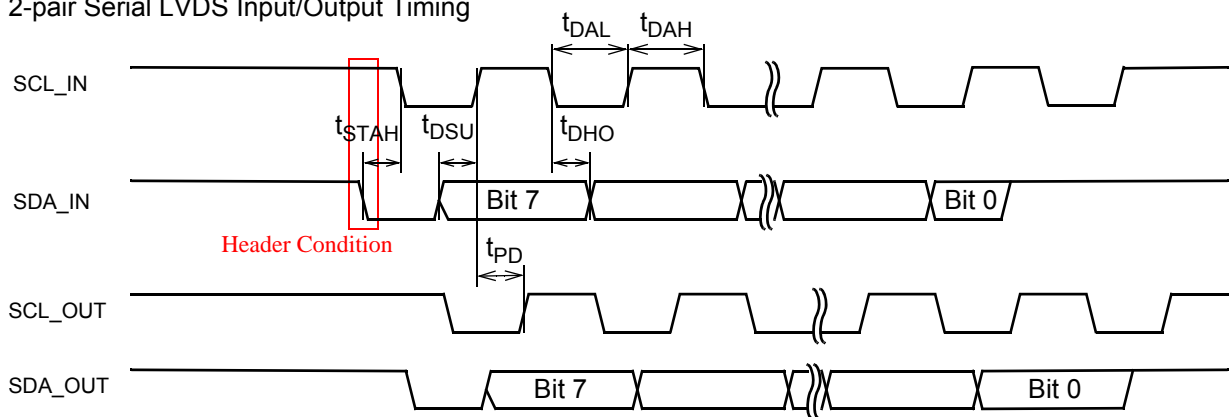 2-pair Serial LVDS Input/Output Timing
tDAL tDAH
SCL_IN
tSTAH tDSU tDHO
SDA_IN Bit 7 Bit 0
Header Condition
tPD
SCL_OUT
SDA_OUT Bit 7 Bit 0